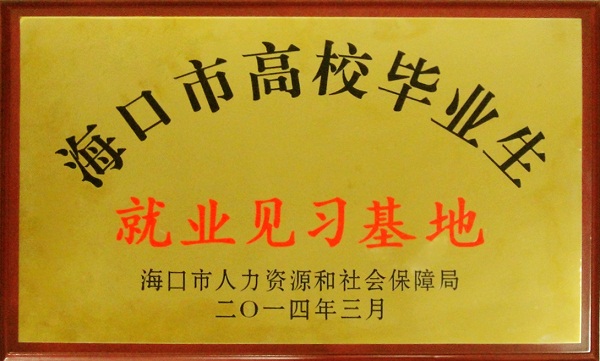 海口市高校毕业生
就业见习基地
海口市人力资源和社会保障局
二〇一四年三月